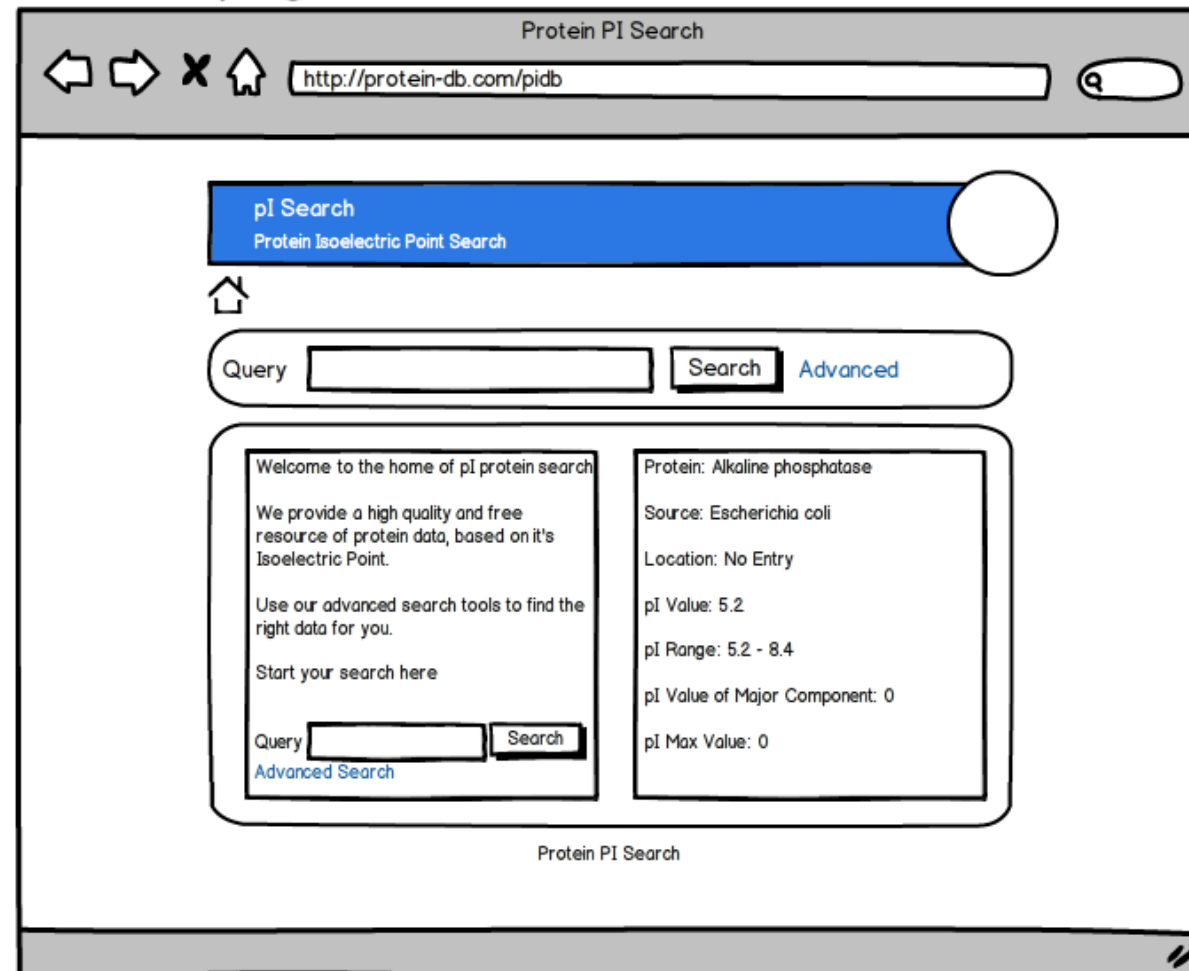 Protein PI Search
http://protein-db.com/pidb
pI Search
Protein Isoelectric Point Search
Query
Search
Advanced
Welcome to the home of pI protein search
We provide a high quality and free
resource of protein data, based on it's
Isoelectric Point.
Use our advanced search tools to find the
right data for you.
Start your search here
Query
Search
Advanced Search
Protein: Alkaline phosphatase
Source: Escherichia coli
Location: No Entry
pI Value: 5.2
pI Range: 5.2 - 8.4
pI Value of Major Component: 0
pI Max Value: 0
Protein PI Search